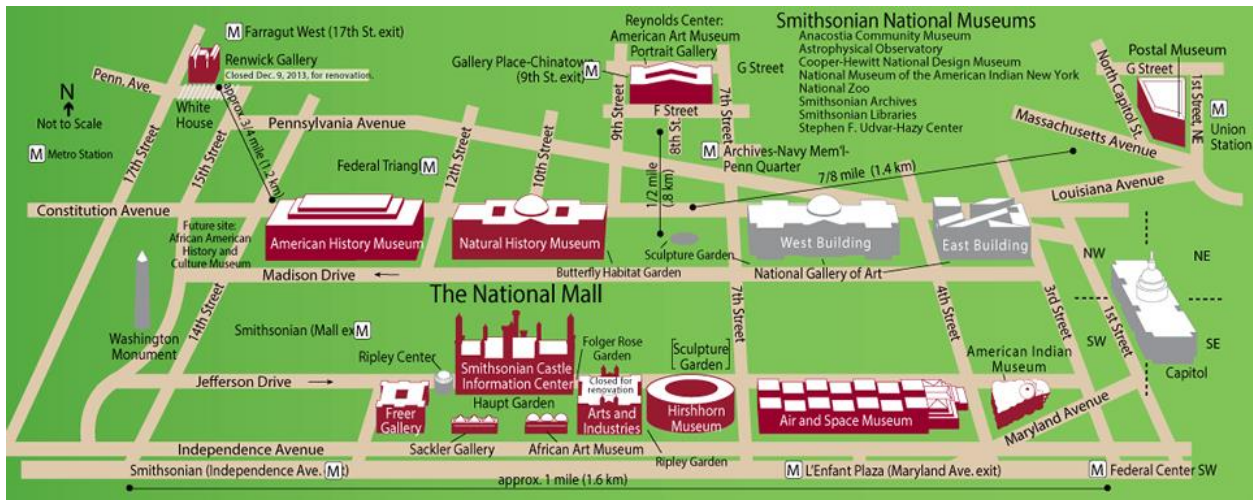 M Farragut West (17th St. exit)
Renwick Gallery
Closed Dec. 9, 2013, for renovation.
Penn. Ave.
N
Not to Scale
White
House
approx. 3/4 mile (1.2 km)
M Metro Station
17th Street
15th Street
Pennsylvania Avenue
Reynolds Center:
American Art Museum
Portrait Gallery
Gallery Place-Chinatown M
(9th St. exit)
G Street
9th Street
7th Street
F Street
8th St.
Smithsonian National Museums
Anacostia Community Museum
Astrophysical Observatory
Cooper-Hewitt National Design Museum
National Museum of the American Indian New York
National Zoo
Smithsonian Archives
Smithsonian Libraries
Stephen F. Udvar-Hazy Center
Postal Museum
G Street
North Capitol St.
1st Street, NE
M
Union
Station
Massachusetts Avenue
Louisiana Avenue
M
Archives-Navy Mem'l-
Penn Quarter
7/8 mile (1.4 km)
1/2 mile
(.8 km)
Federal Triangl M
12th Street
10th Street
Constitution Avenue
Future site:
African American
History and
Culture Museum
American History Museum
Natural History Museum
Sculpture Garden
West Building
East Building
National Gallery of Art
Butterfly Habitat Garden
Madison Drive
NW
NE
SW
SE
Capitol
The National Mall
14th Street
7th Street
4th Street
3rd Street
1st Street
Washington
Monument
Smithsonian (Mall ex M
Ripley Center
Smithsonian Castle
Information Center
Folger Rose
Garden
Sculpture
Garden
American Indian
Museum
Jefferson Drive
Freer
Gallery
Haupt Garden
Closed for
renovation
Arts and
Industries
Hirshhorn
Museum
Air and Space Museum
Maryland Avenue
Independence Avenue
Sackler Gallery
African Art Museum
Ripley Garden
Smithsonian (Independence Ave. M
M L'Enfant Plaza (Maryland Ave. exit)
M Federal Center SW
approx. 1 mile (1.6 km)